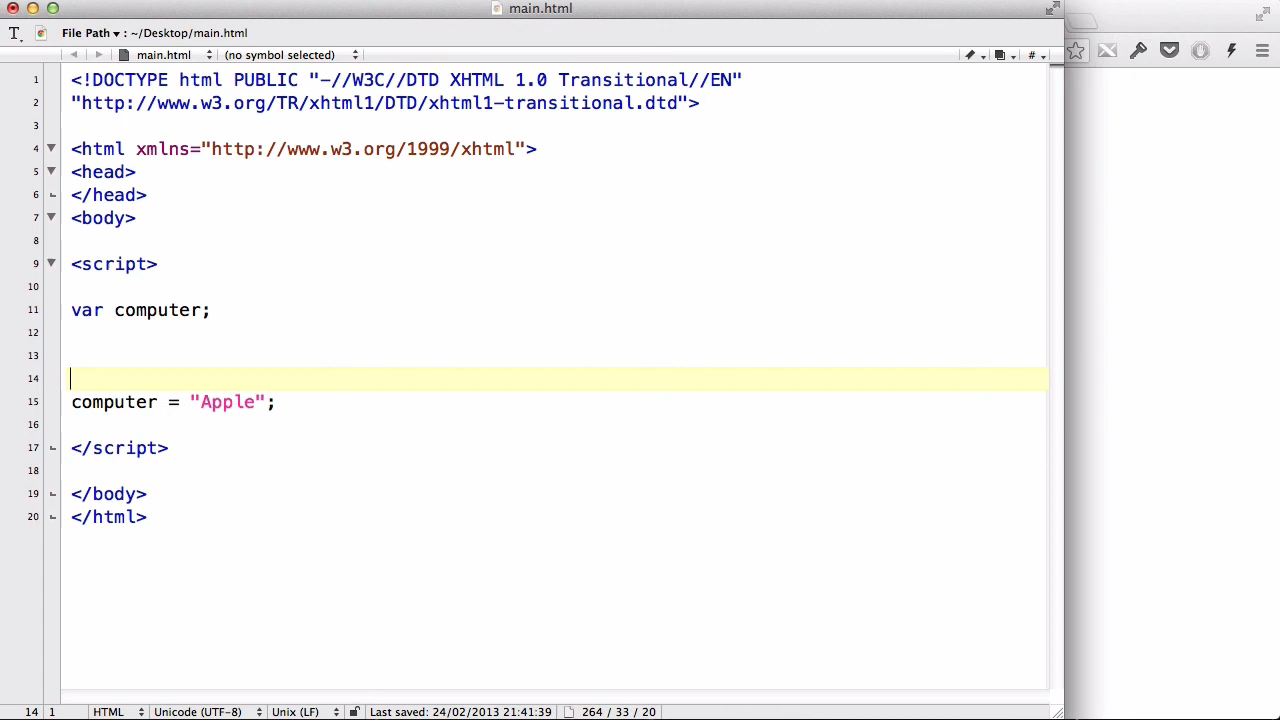 main.html
File Path ▾ : ~/Desktop/main.html
main.html (no symbol selected) #
1 <!DOCTYPE html PUBLIC "-//W3C//DTD XHTML 1.0 Transitional//EN"
2 "http://www.w3.org/TR/xhtml1/DTD/xhtml1-transitional.dtd">
3
4 <html xmlns="http://www.w3.org/1999/xhtml">
5 <head>
6 </head>
7 <body>
8
9 <script>
10
11 var computer;
12
13
14
15 computer = "Apple";
16
17 </script>
18
19 </body>
20 </html>
14 1 HTML Unicode (UTF-8) Unix (LF) Last saved: 24/02/2013 21:41:39 264 / 33 / 20